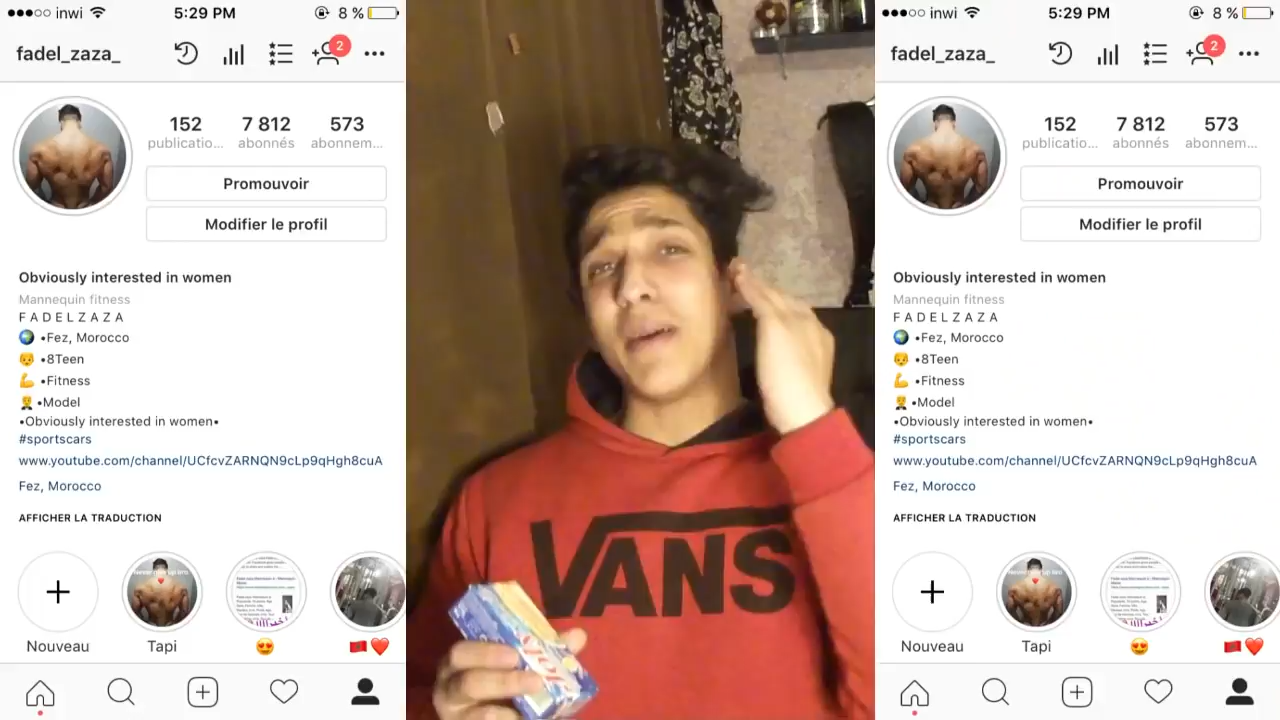 inwi 5:29 PM 8 %
fadel_zaza_ 2
152 7 812 573
publicatio... abonnés abonnem...
Promouvoir
Modifier le profil
Obviously interested in women
Mannequin fitness
F A D E L Z A Z A
•Fez, Morocco
•8Teen
•Fitness
•Model
•Obviously interested in women•
#sportscars
www.youtube.com/channel/UCfcvZARNQN9cLp9qHgh8cuA
Fez, Morocco
AFFICHER LA TRADUCTION
Nouveau Tapi
VANS
inwi 5:29 PM 8 %
fadel_zaza_ 2
152 7 812 573
publicatio... abonnés abonnem...
Promouvoir
Modifier le profil
Obviously interested in women
Mannequin fitness
F A D E L Z A Z A
•Fez, Morocco
•8Teen
•Fitness
•Model
•Obviously interested in women•
#sportscars
www.youtube.com/channel/UCfcvZARNQN9cLp9qHgh8cuA
Fez, Morocco
AFFICHER LA TRADUCTION
Nouveau Tapi